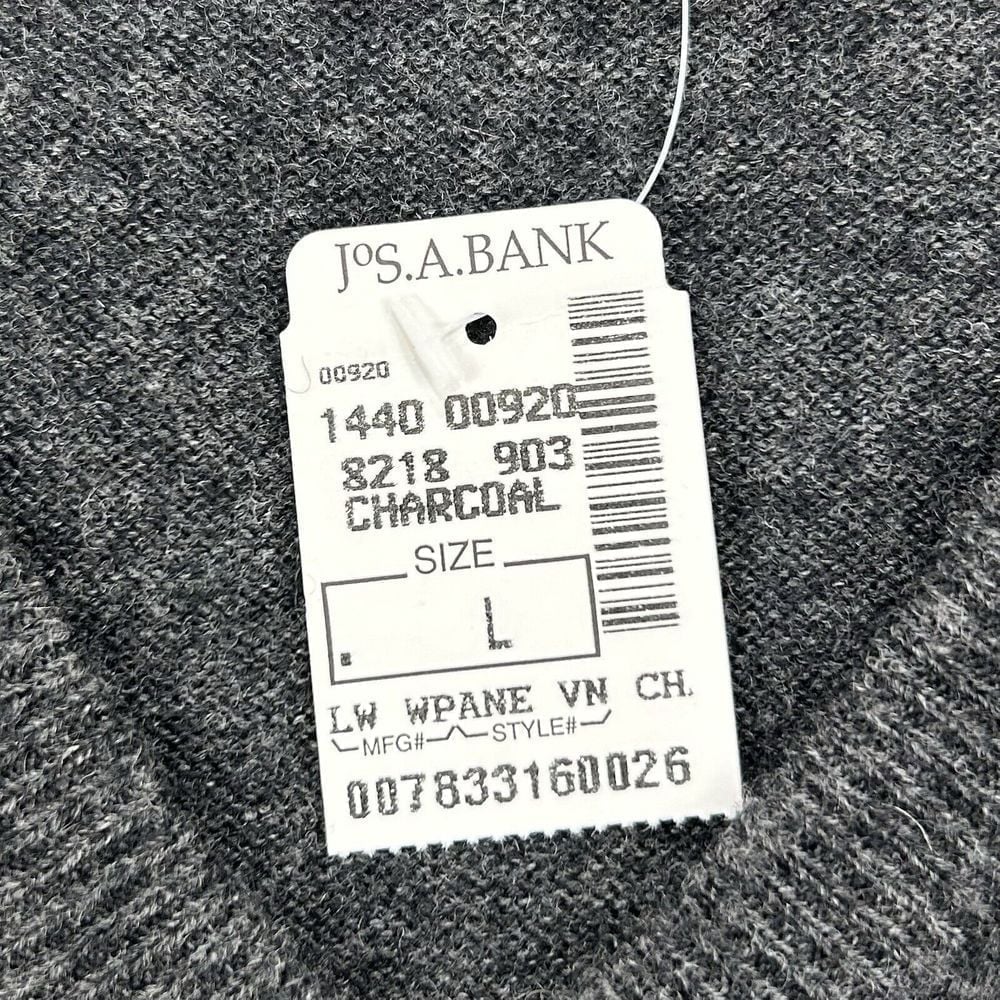 JoS.A.BANK
00920
1440 00920
8218 903
CHARCOAL
SIZE
. L
LW WPANE VN CH.
MFG# STYLE#
007833160026